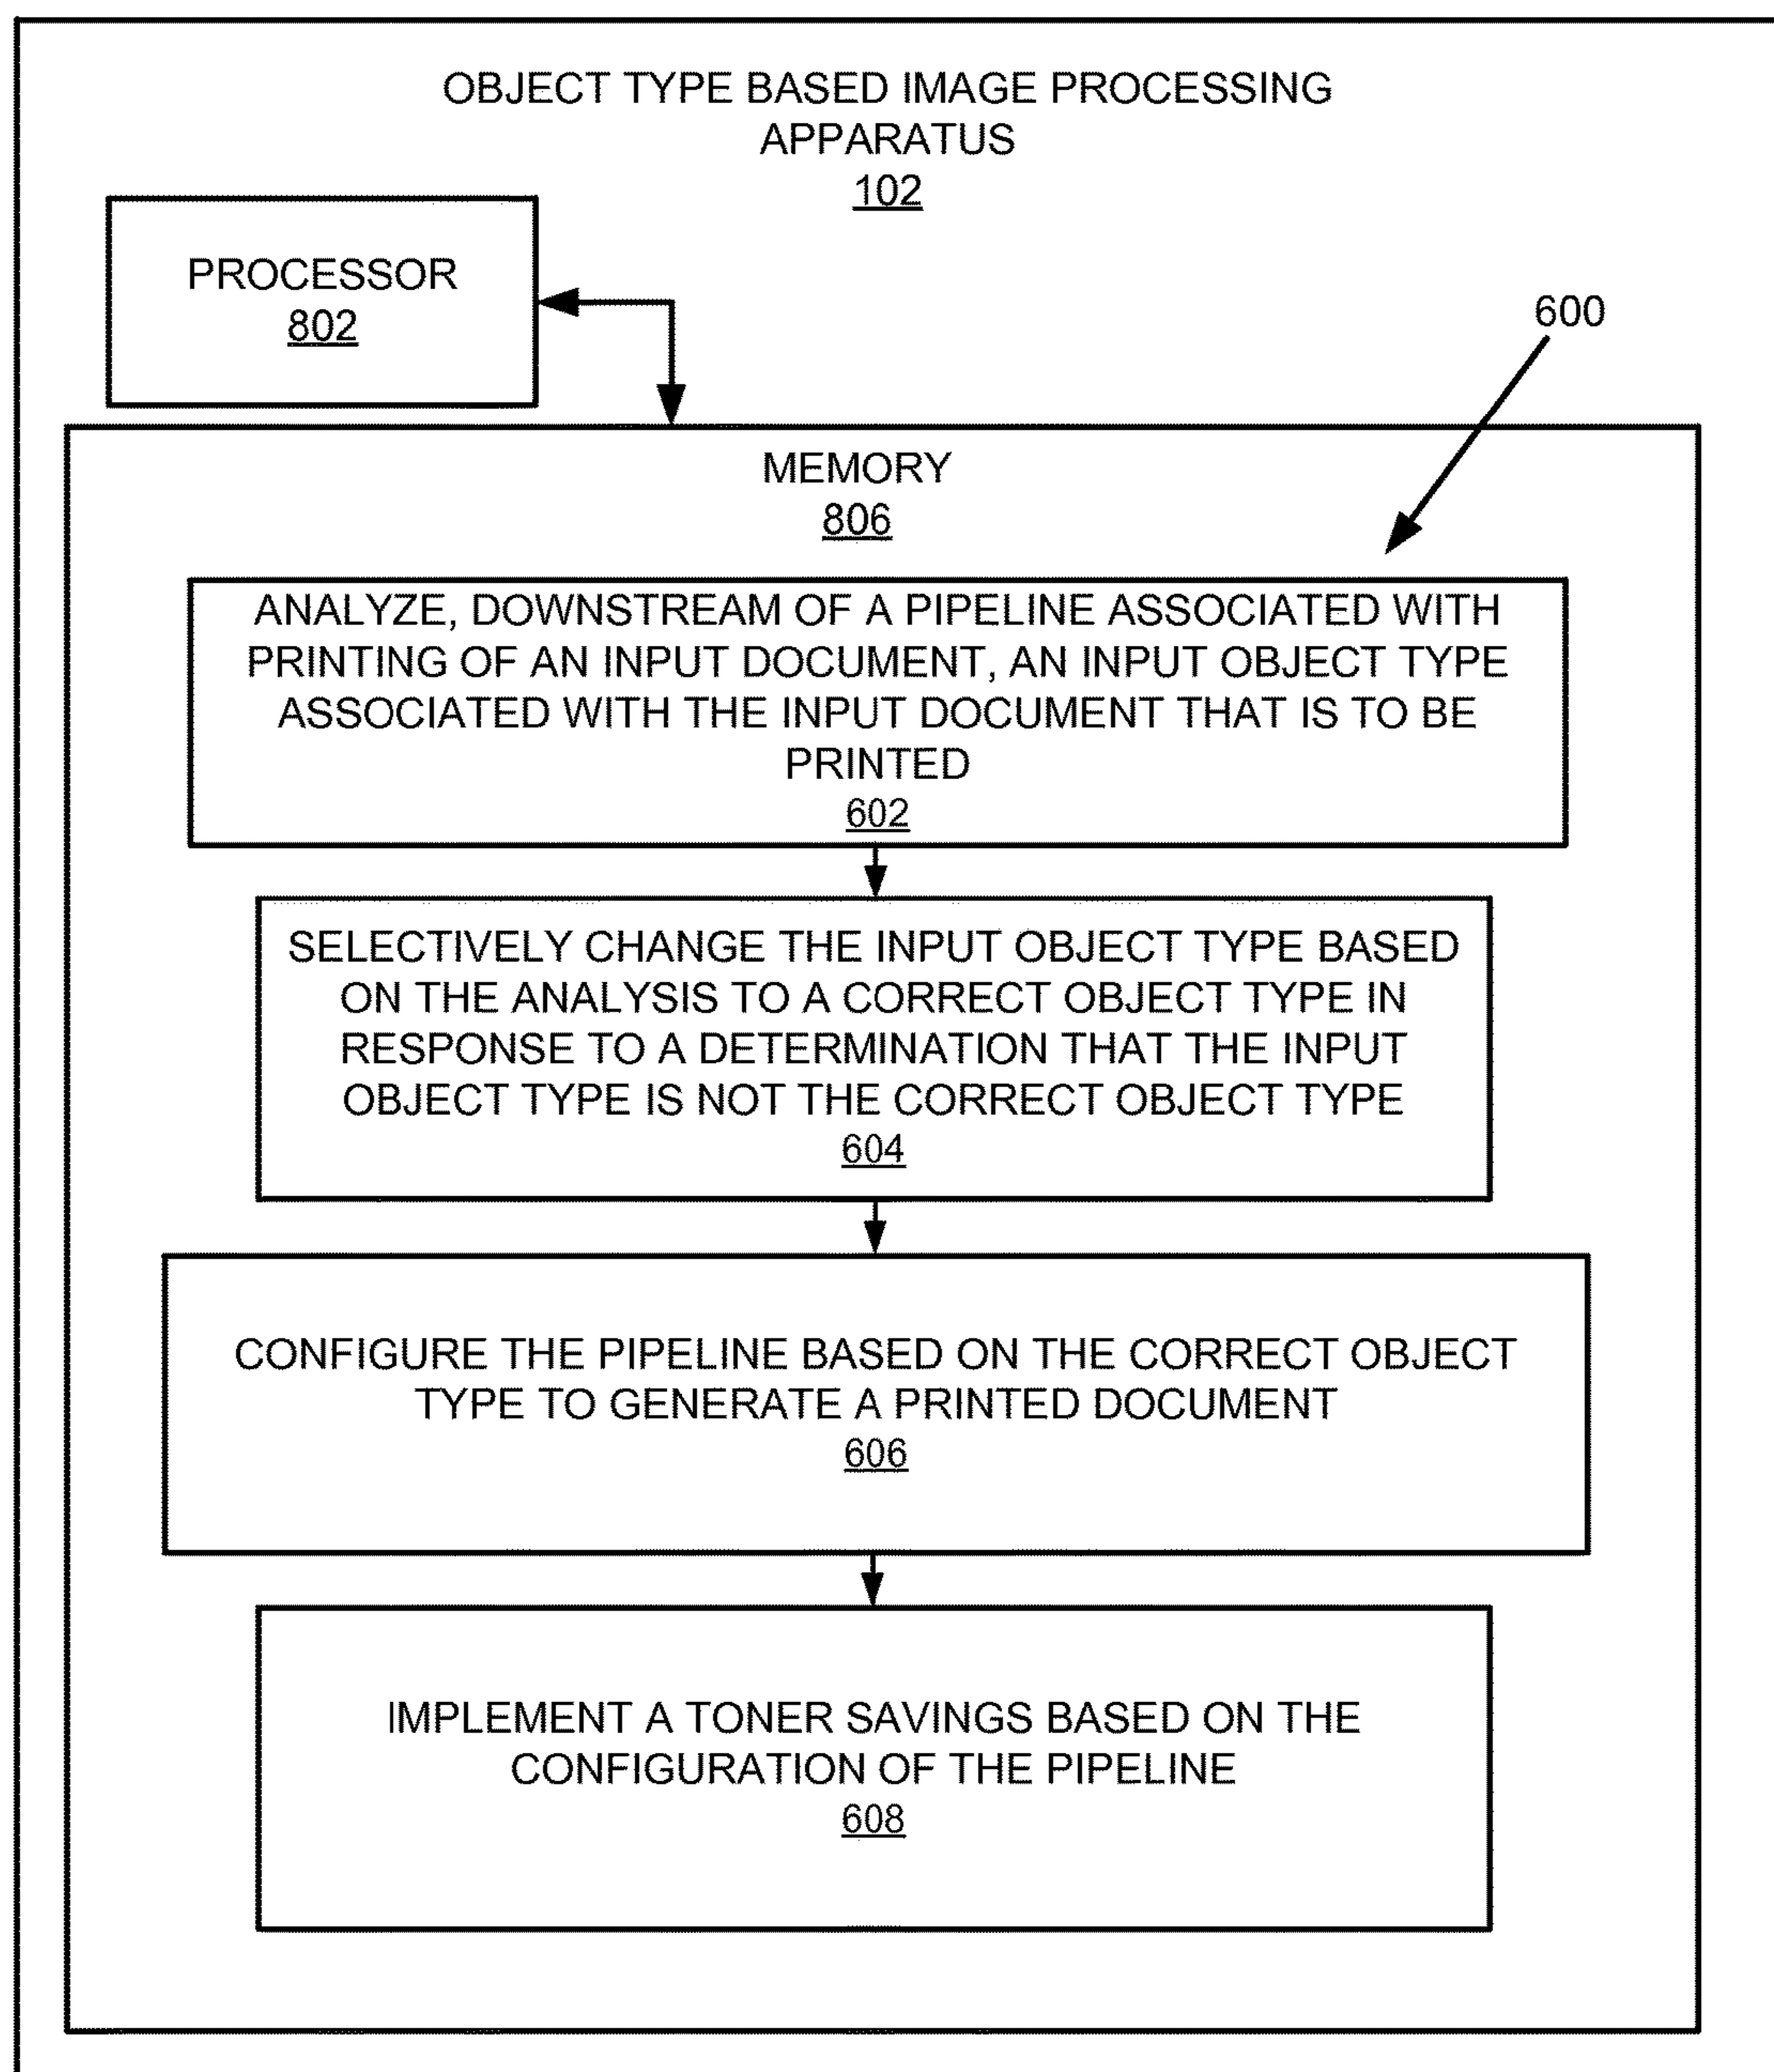 OBJECT TYPE BASED IMAGE PROCESSING
APPARATUS
102
PROCESSOR
802
600
MEMORY
806
ANALYZE, DOWNSTREAM OF A PIPELINE ASSOCIATED WITH
PRINTING OF AN INPUT DOCUMENT, AN INPUT OBJECT TYPE
ASSOCIATED WITH THE INPUT DOCUMENT THAT IS TO BE
PRINTED
602
SELECTIVELY CHANGE THE INPUT OBJECT TYPE BASED
ON THE ANALYSIS TO A CORRECT OBJECT TYPE IN
RESPONSE TO A DETERMINATION THAT THE INPUT
OBJECT TYPE IS NOT THE CORRECT OBJECT TYPE
604
CONFIGURE THE PIPELINE BASED ON THE CORRECT OBJECT
TYPE TO GENERATE A PRINTED DOCUMENT
606
IMPLEMENT A TONER SAVINGS BASED ON THE
CONFIGURATION OF THE PIPELINE
608